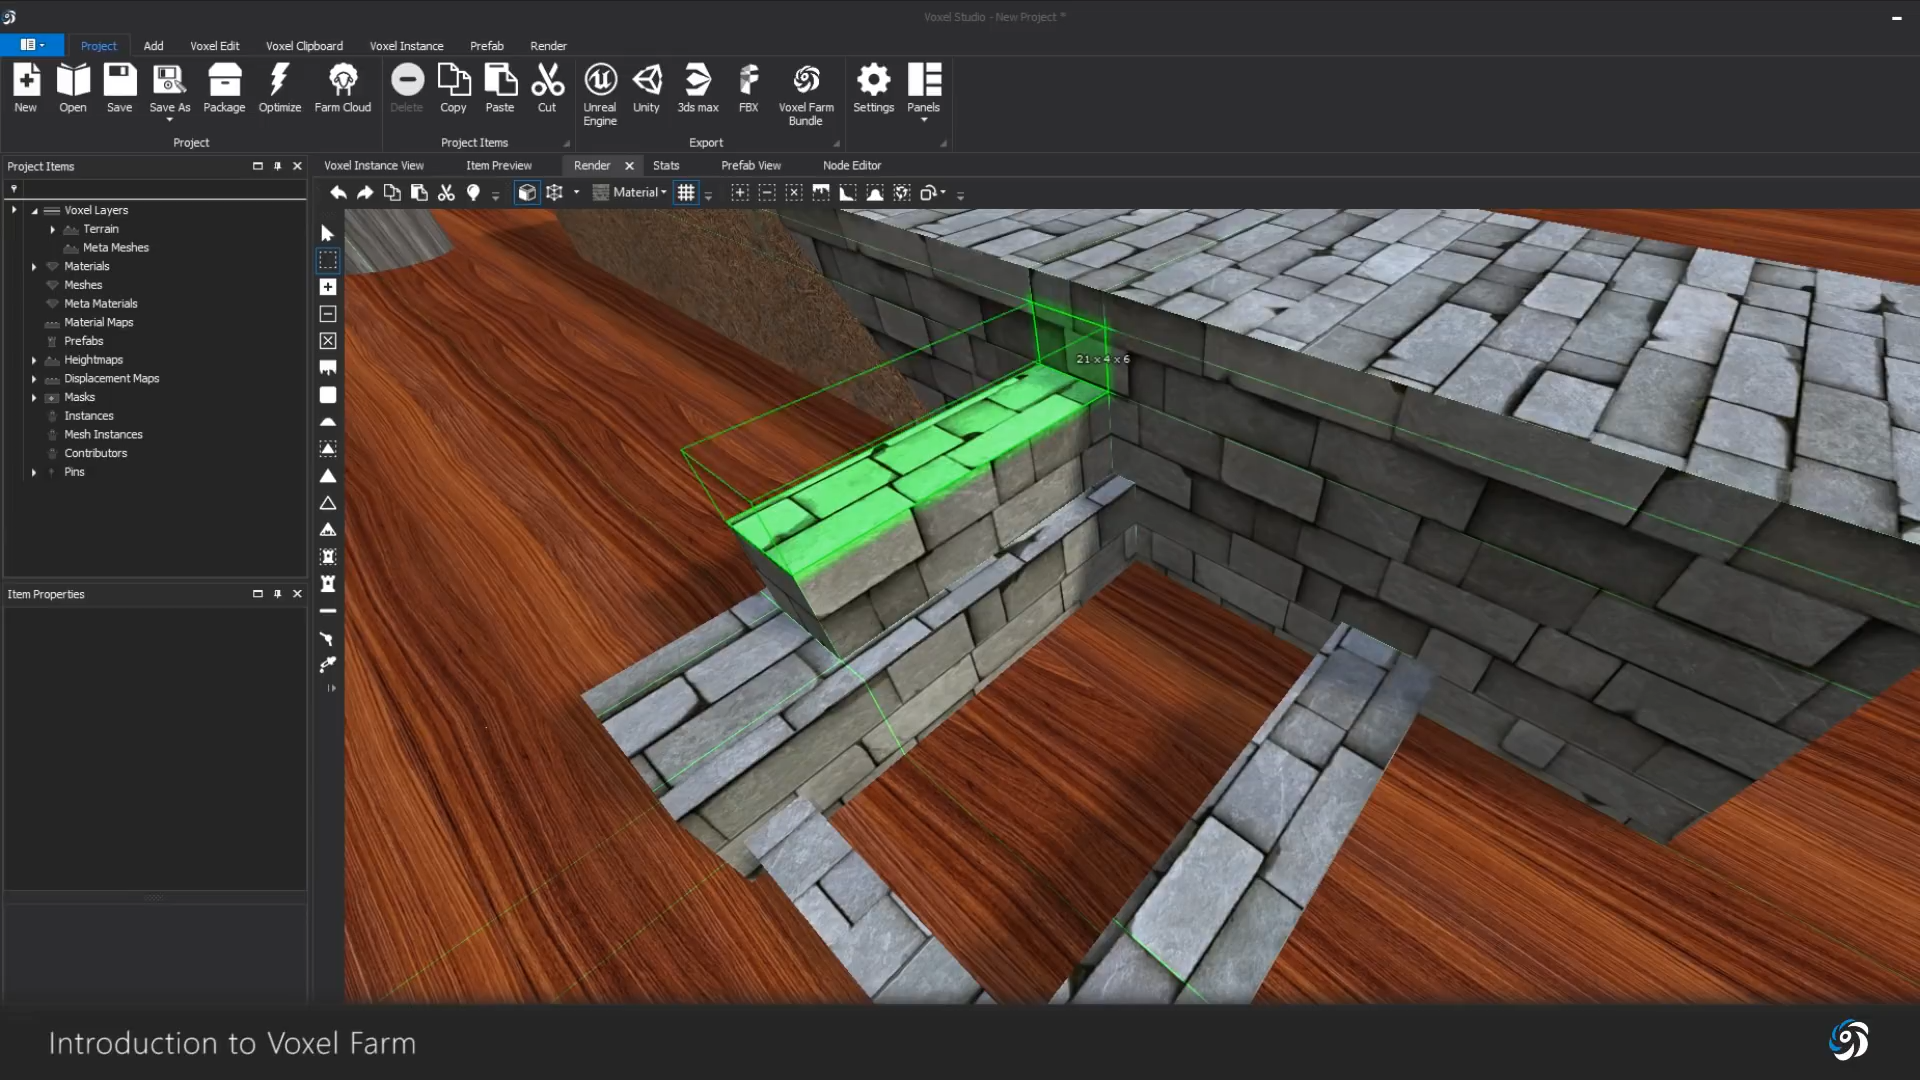 Voxel Studio - New Project *
Project Add Voxel Edit Voxel Clipboard Voxel Instance Prefab Render
New Open Save Save As Package Optimize Farm Cloud Delete Copy Paste Cut Unreal Engine Unity 3ds max FBX Voxel Farm Bundle Settings Panels
Project Project Items Export
Project Items
Voxel Instance View Item Preview Render Stats Prefab View Node Editor
Material
Voxel Layers
Terrain
Meta Meshes
Materials
Meshes
Meta Materials
Material Maps
Prefabs
Heightmaps
Displacement Maps
Masks
Instances
Mesh Instances
Contributors
Pins
21 x 4 x 6
Item Properties
Introduction to Voxel Farm